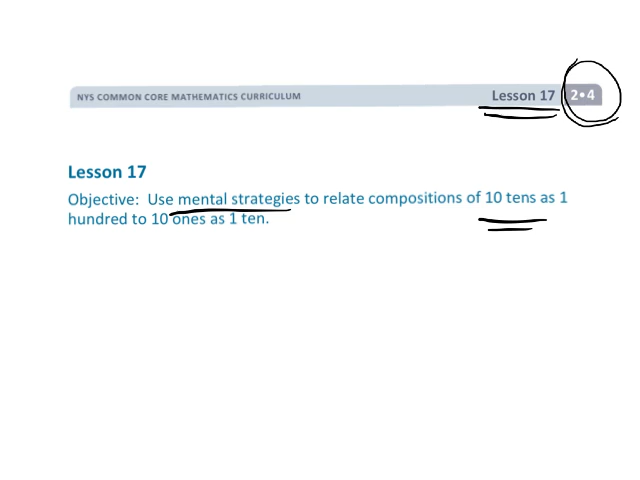 NYS COMMON CORE MATHEMATICS CURRICULUM Lesson 17 2•4
Lesson 17
Objective: Use mental strategies to relate compositions of 10 tens as 1
hundred to 10 ones as 1 ten.